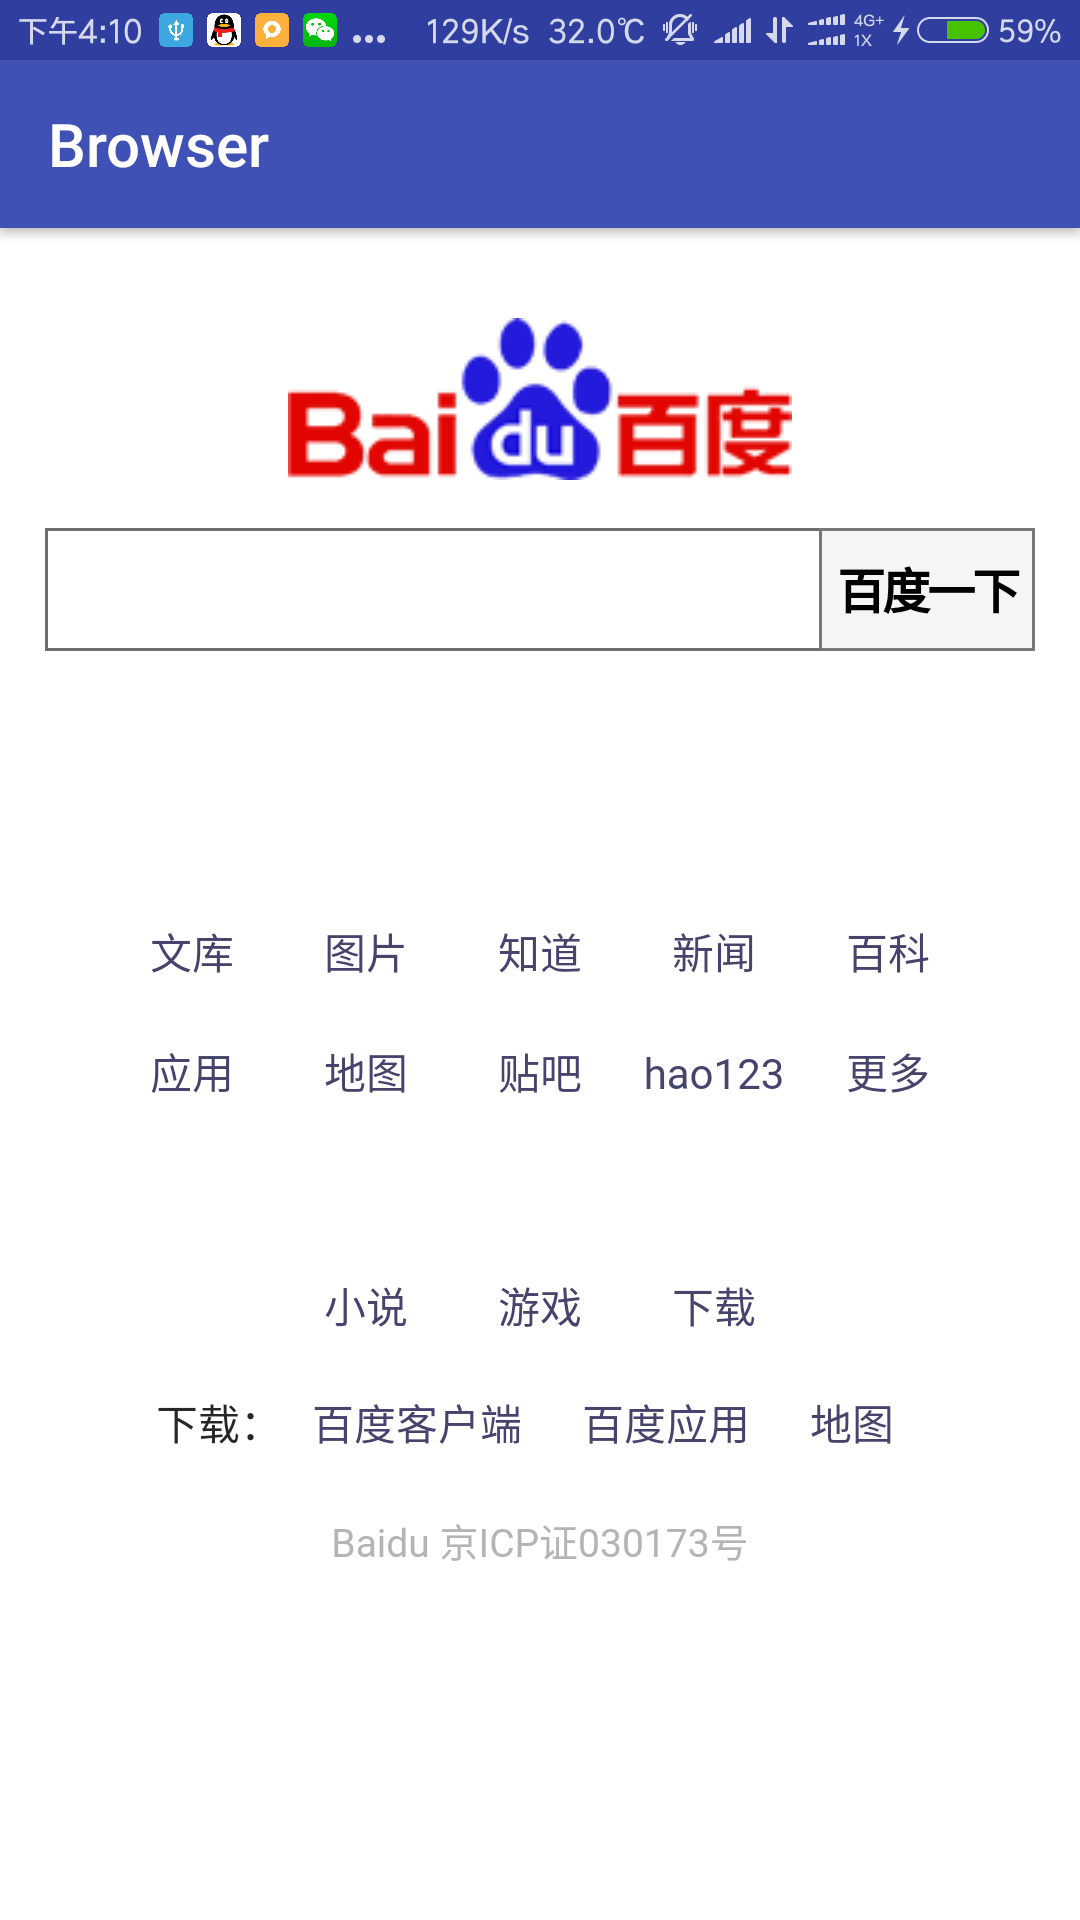 下午4:10 ... 129K/s 32.0℃ 4G+ 1X 59%
Browser
Bai du 百度
百度一下
文库 图片 知道 新闻 百科
应用 地图 贴吧 hao123 更多
小说 游戏 下载
下载： 百度客户端 百度应用 地图
Baidu 京ICP证030173号